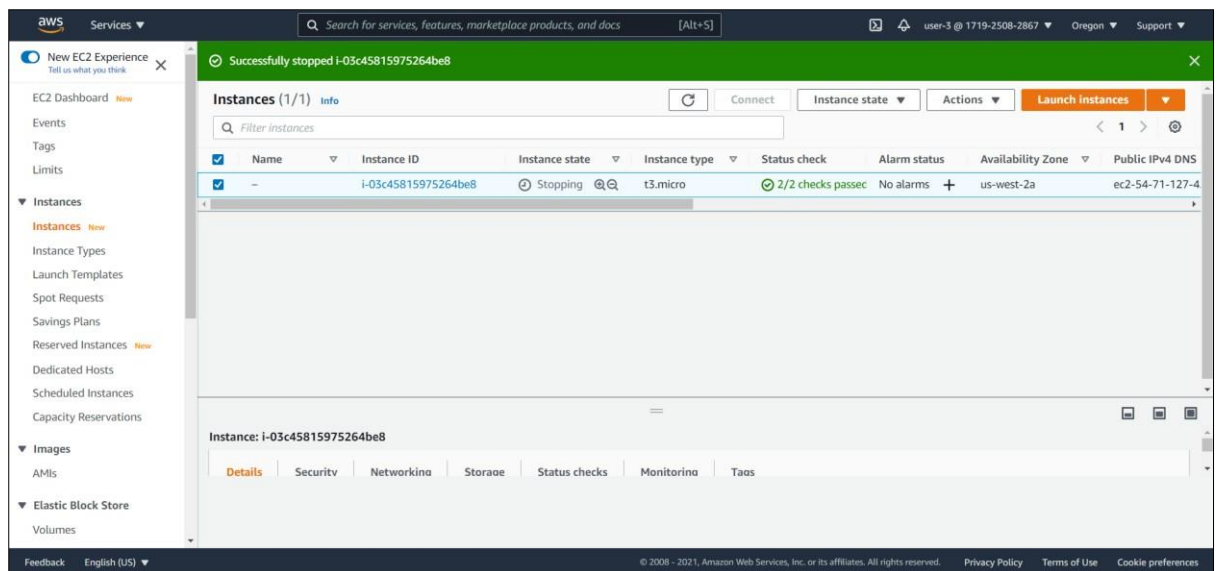 aws Services ▼ Search for services, features, marketplace products, and docs [Alt+S] user-3 @ 1719-2508-2867 ▼ Oregon ▼ Support ▼
New EC2 Experience
Tell us what you think
EC2 Dashboard New
Events
Tags
Limits
▼ Instances
Instances New
Instance Types
Launch Templates
Spot Requests
Savings Plans
Reserved Instances New
Dedicated Hosts
Scheduled Instances
Capacity Reservations
▼ Images
AMIs
▼ Elastic Block Store
Volumes
Successfully stopped i-03c45815975264be8
Instances (1/1) Info Connect Instance state ▼ Actions ▼ Launch instances ▼
Filter instances < 1 >
Name Instance ID Instance state Instance type Status check Alarm status Availability Zone Public IPv4 DNS
– i-03c45815975264be8 Stopping t3.micro 2/2 checks passec No alarms + us-west-2a ec2-54-71-127-4
Instance: i-03c45815975264be8
Details Security Networking Storage Status checks Monitoring Tags
Feedback English (US) ▼ © 2008 - 2021, Amazon Web Services, Inc. or its affiliates. All rights reserved. Privacy Policy Terms of Use Cookie preferences